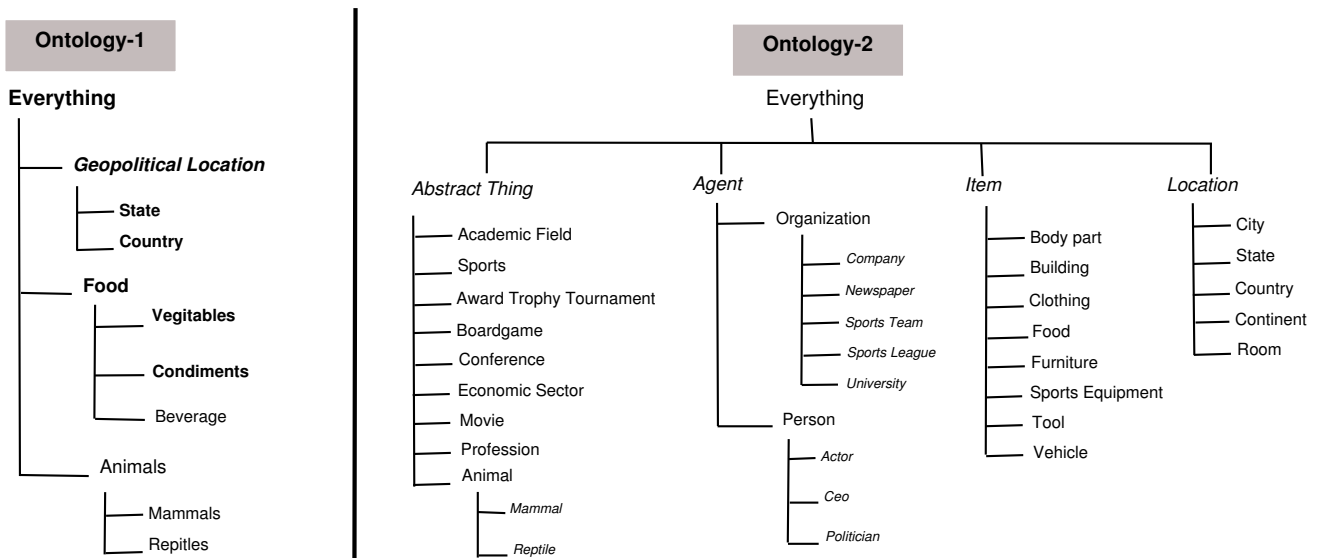 Ontology-1
Everything
Geopolitical Location
State
Country
Food
Vegitables
Condiments
Beverage
Animals
Mammals
Repitles
Ontology-2
Everything
Abstract Thing
Academic Field
Sports
Award Trophy Tournament
Boardgame
Conference
Economic Sector
Movie
Profession
Animal
Mammal
Reptile
Agent
Organization
Company
Newspaper
Sports Team
Sports League
University
Person
Actor
Ceo
Politician
Item
Body part
Building
Clothing
Food
Furniture
Sports Equipment
Tool
Vehicle
Location
City
State
Country
Continent
Room